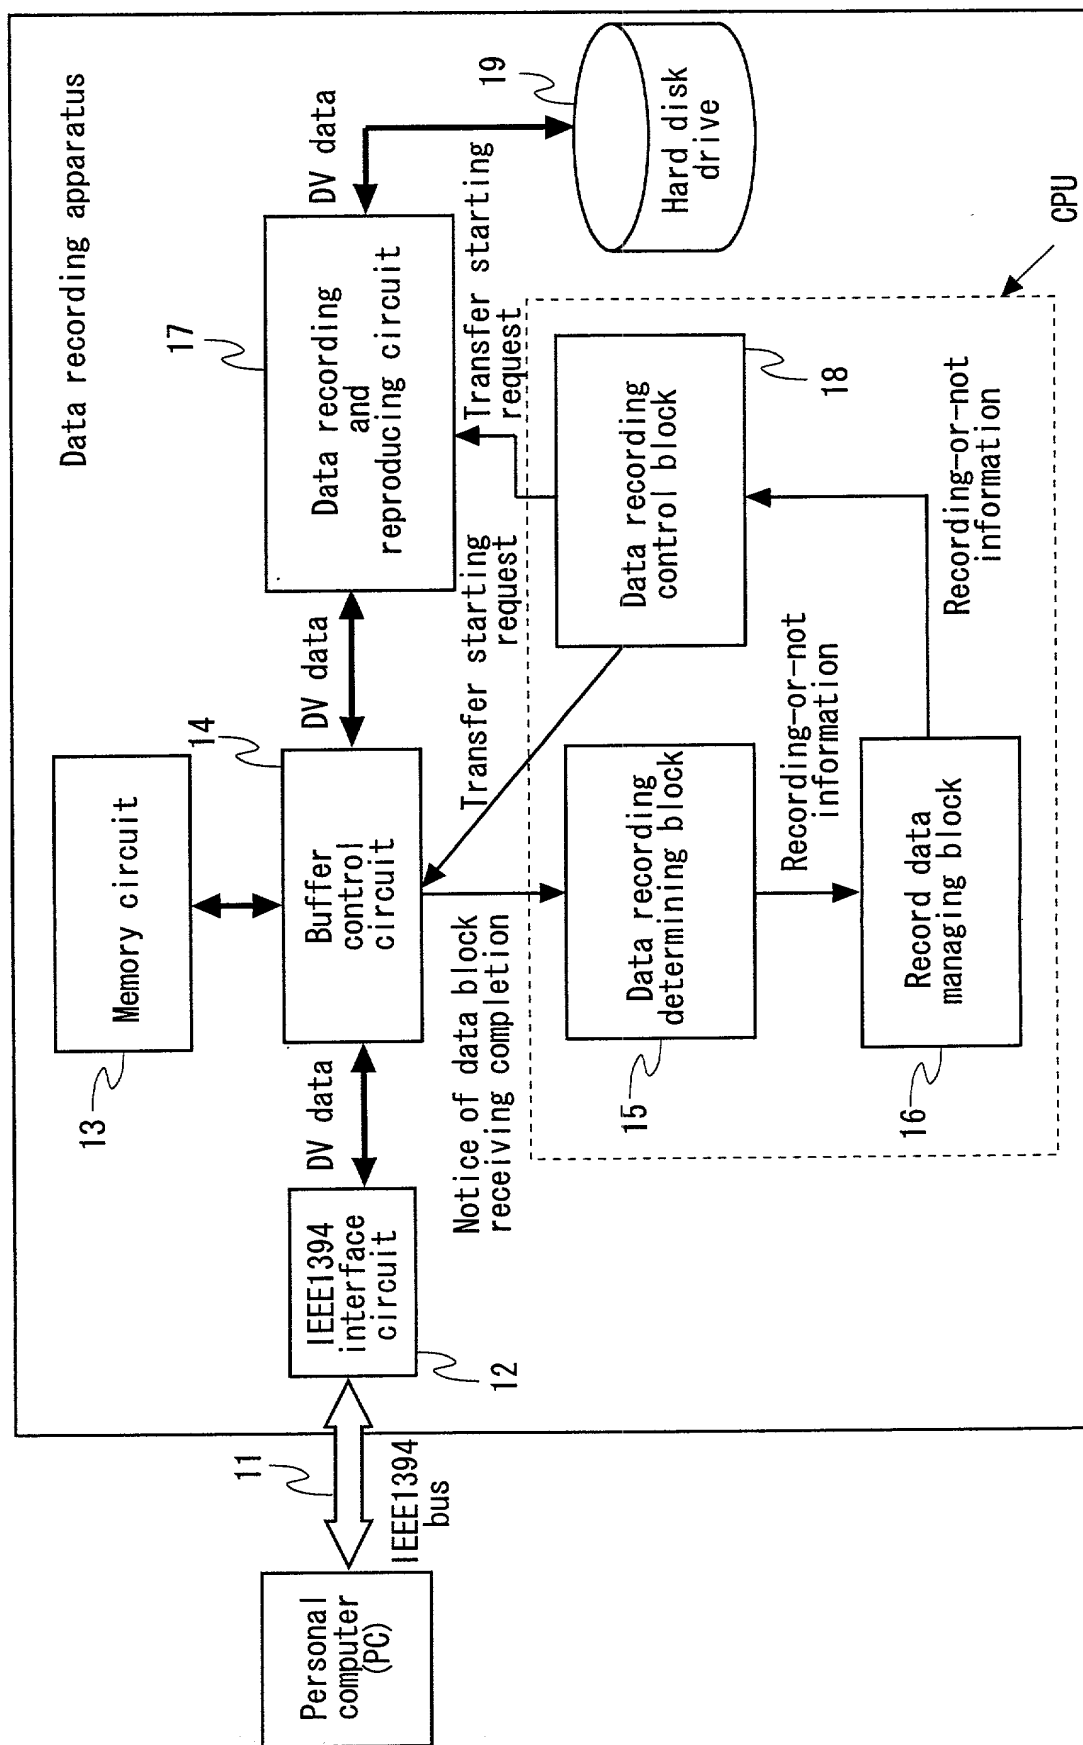 Data recording apparatus
Personal
computer
(PC)
11
IEEE1394
bus
IEEE1394
interface
circuit
12
DV data
Memory circuit
13
Buffer
control
circuit
14
DV data
Data recording
and
reproducing circuit
17
DV data
Hard disk
drive
19
Notice of data block
receiving completion
Transfer starting
request
Transfer starting
request
Data recording
determining block
15
Recording-or-not
information
Record data
managing block
16
Recording-or-not
information
Data recording
control block
18
CPU